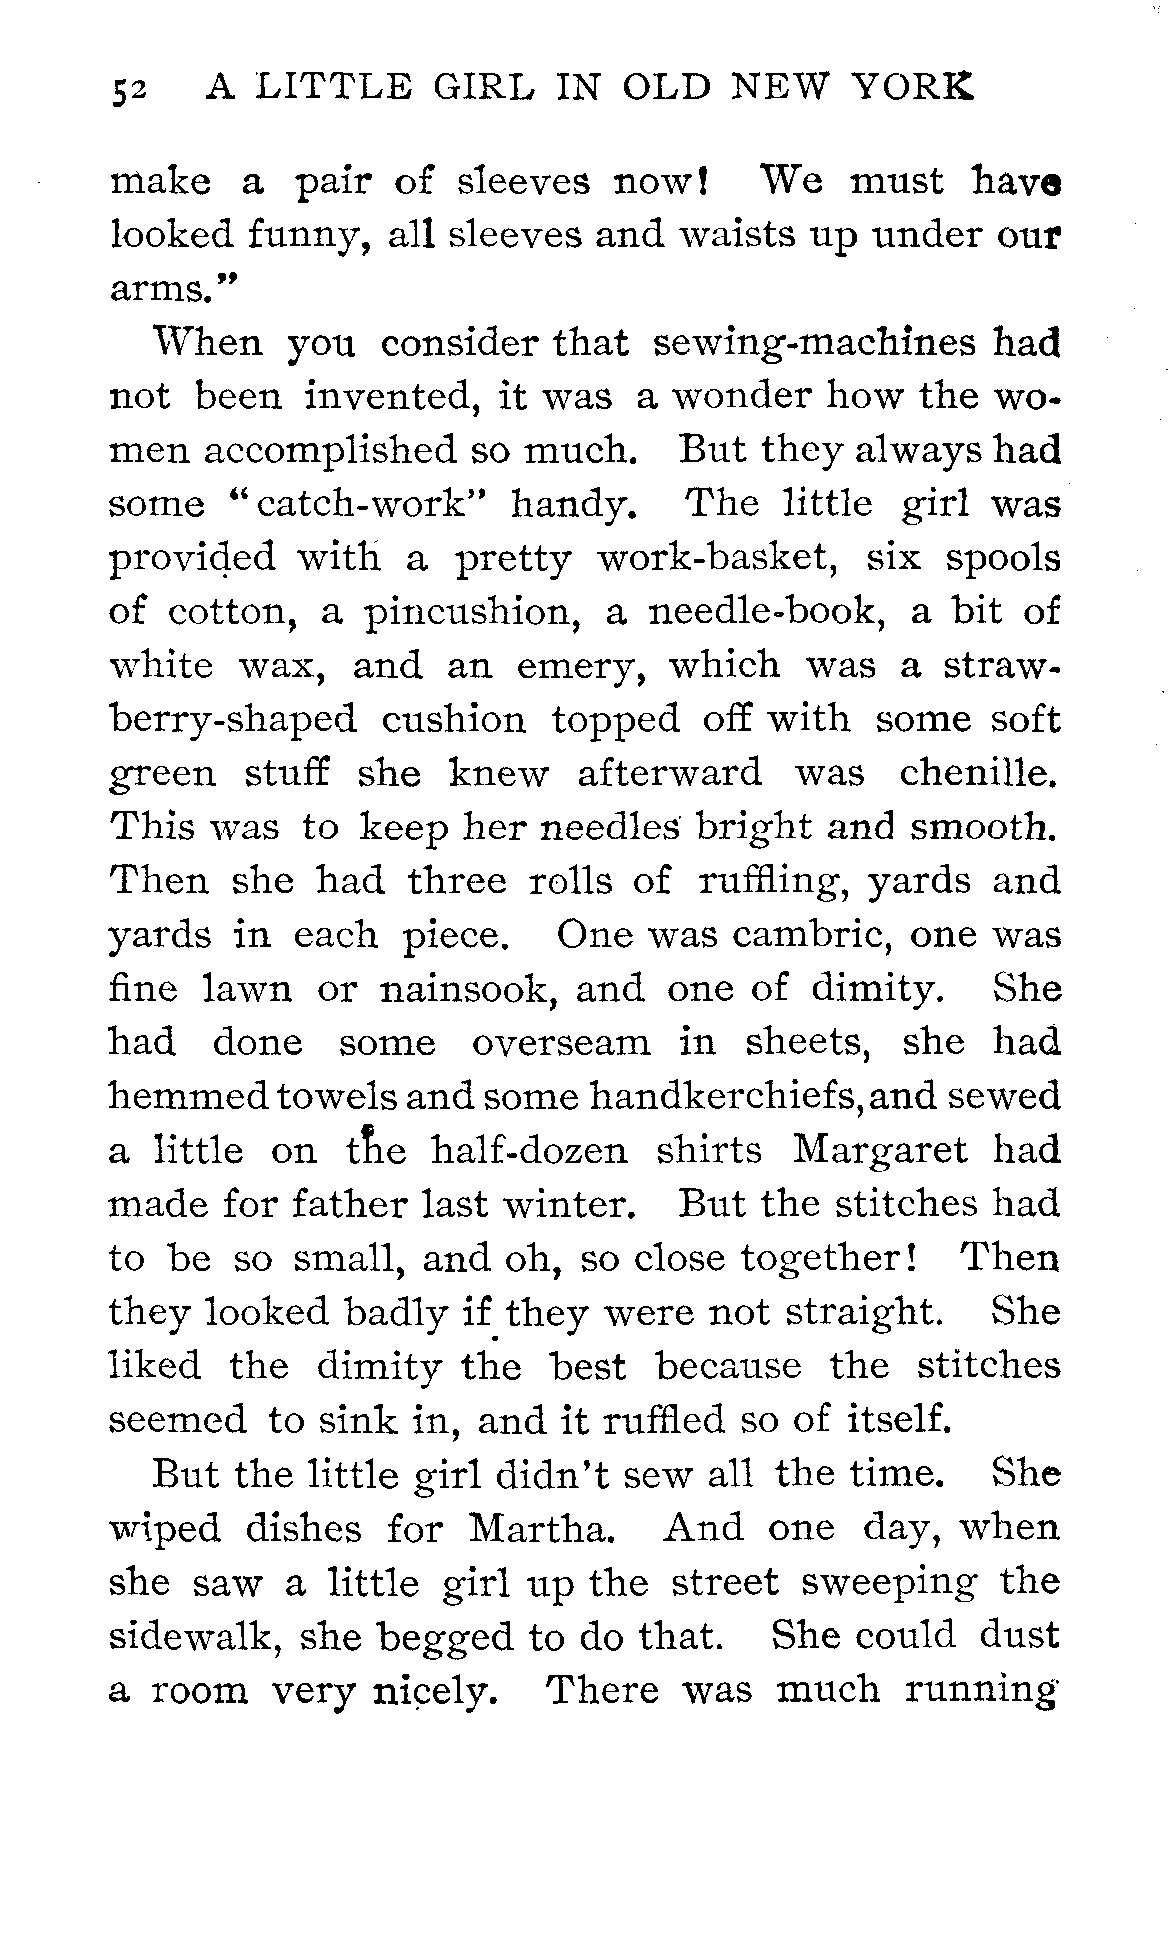 52 A LITTLE GIRL IN OLD NEW YORK
make a pair of sleeves now! We must have
looked funny, all sleeves and waists up under our
arms."
When you consider that sewing-machines had
not been invented, it was a wonder how the wo-
men accomplished so much. But they always had
some "catch-work" handy. The little girl was
provided with a pretty work-basket, six spools
of cotton, a pincushion, a needle-book, a bit of
white wax, and an emery, which was a straw-
berry-shaped cushion topped off with some soft
green stuff she knew afterward was chenille.
This was to keep her needles bright and smooth.
Then she had three rolls of ruffling, yards and
yards in each piece. One was cambric, one was
fine lawn or nainsook, and one of dimity. She
had done some overseam in sheets, she had
hemmed towels and some handkerchiefs, and sewed
a little on the half-dozen shirts Margaret had
made for father last winter. But the stitches had
to be so small, and oh, so close together! Then
they looked badly if they were not straight. She
liked the dimity the best because the stitches
seemed to sink in, and it ruffled so of itself.
But the little girl didn't sew all the time. She
wiped dishes for Martha. And one day, when
she saw a little girl up the street sweeping the
sidewalk, she begged to do that. She could dust
a room very nicely. There was much running